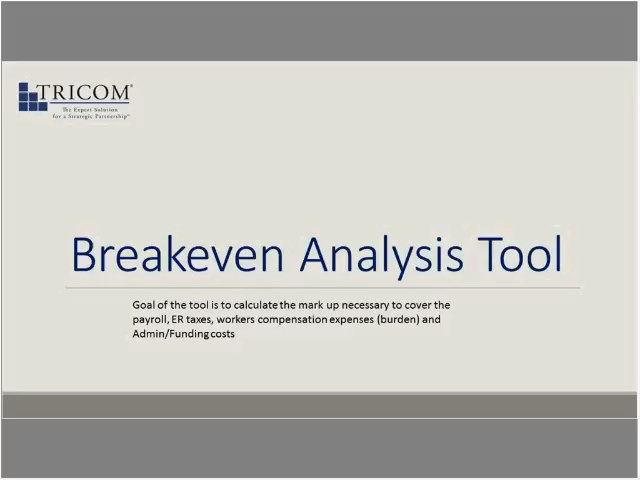 TRICOM®
The Expert Solution
for a Strategic Partnership®
Breakeven Analysis Tool
Goal of the tool is to calculate the mark up necessary to cover the
payroll, ER taxes, workers compensation expenses (burden) and
Admin/Funding costs